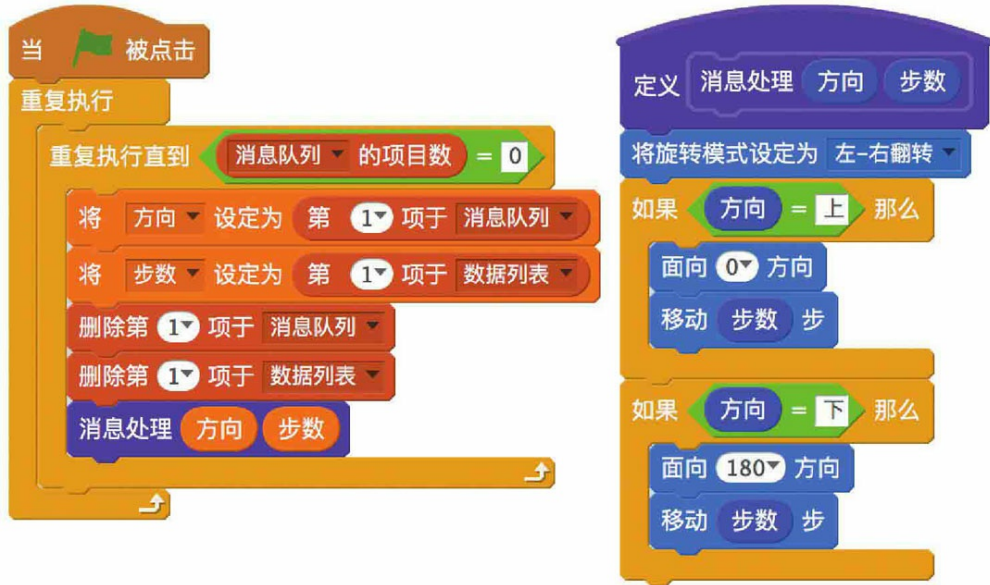 当 被点击
重复执行
重复执行直到 消息队列 的项目数 = 0
将 方向 设定为 第 1 项于 消息队列
将 步数 设定为 第 1 项于 数据列表
删除第 1 项于 消息队列
删除第 1 项于 数据列表
消息处理 方向 步数
定义 消息处理 方向 步数
将旋转模式设定为 左-右翻转
如果 方向 = 上 那么
面向 0 方向
移动 步数 步
如果 方向 = 下 那么
面向 180 方向
移动 步数 步